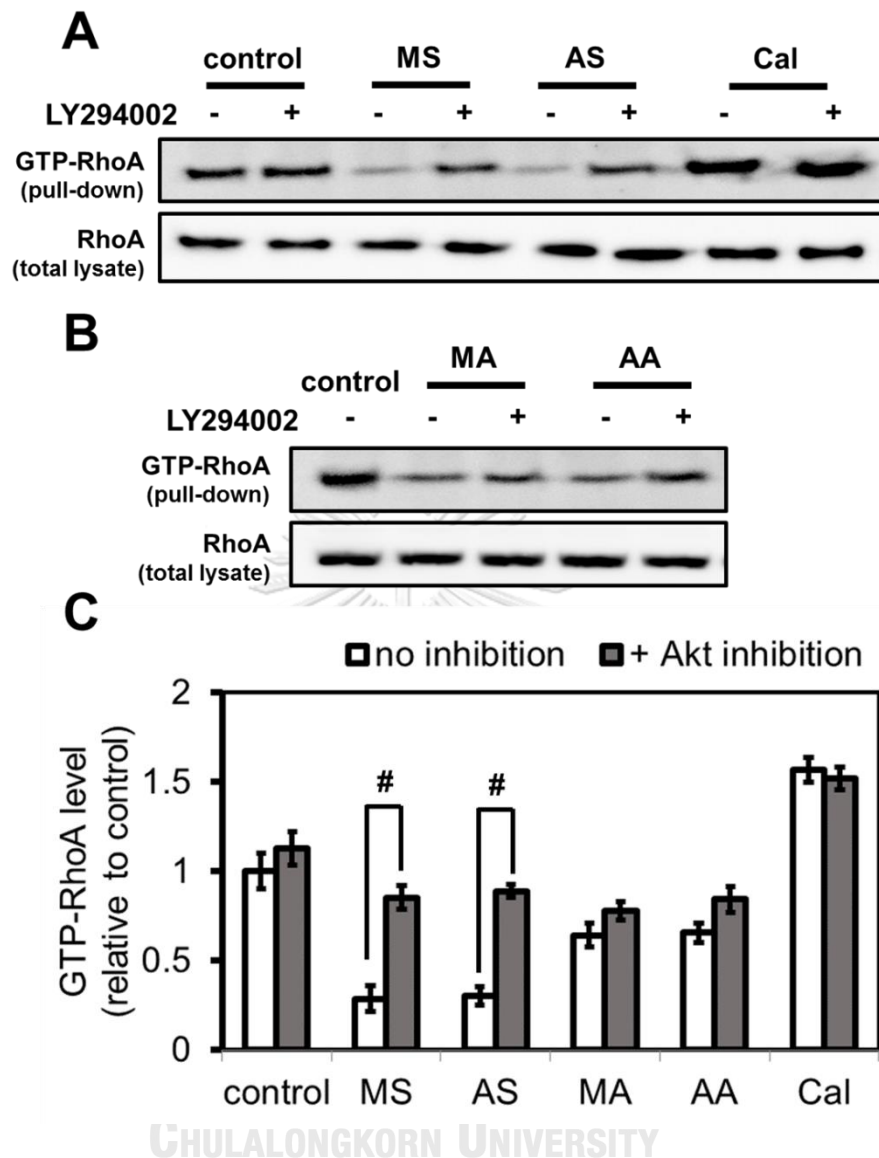 A
control MS AS Cal
LY294002 - + - + - + - +
GTP-RhoA
(pull-down)
RhoA
(total lysate)
B
control MA AA
LY294002 - - + - +
GTP-RhoA
(pull-down)
RhoA
(total lysate)
C
no inhibition + Akt inhibition
GTP-RhoA level
(relative to control)
2
1.5
1
0.5
0
# #
control MS AS MA AA Cal
CHULALONGKORN UNIVERSITY